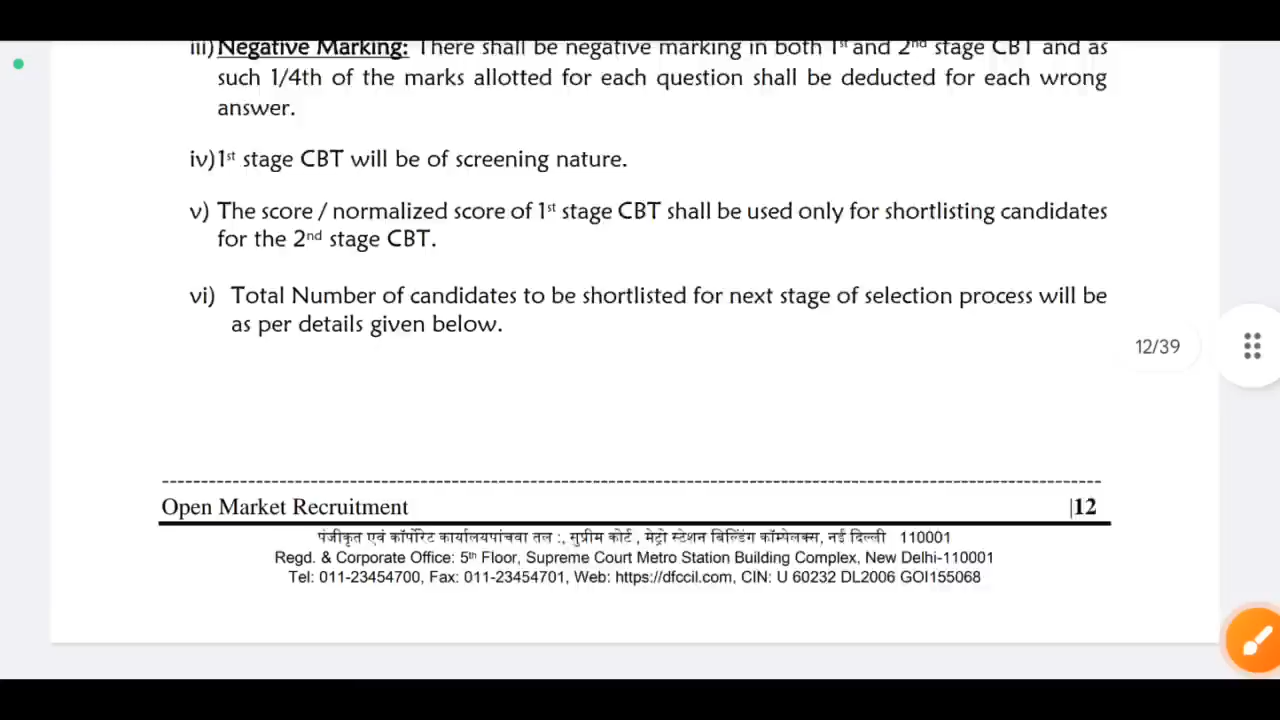 iii) Negative Marking: There shall be negative marking in both 1st and 2nd stage CBT and as
such 1/4th of the marks allotted for each question shall be deducted for each wrong
answer.
iv) 1st stage CBT will be of screening nature.
v) The score / normalized score of 1st stage CBT shall be used only for shortlisting candidates
for the 2nd stage CBT.
vi) Total Number of candidates to be shortlisted for next stage of selection process will be
as per details given below.
12/39
Open Market Recruitment |12
पंजीकृत एवं कॉर्पोरेट कार्यालयपांचवा तल :, सुप्रीम कोर्ट , मेट्रो स्टेशन बिल्डिंग कॉम्पेलक्स, नई दिल्ली 110001
Regd. & Corporate Office: 5th Floor, Supreme Court Metro Station Building Complex, New Delhi-110001
Tel: 011-23454700, Fax: 011-23454701, Web: https://dfccil.com, CIN: U 60232 DL2006 GOI155068